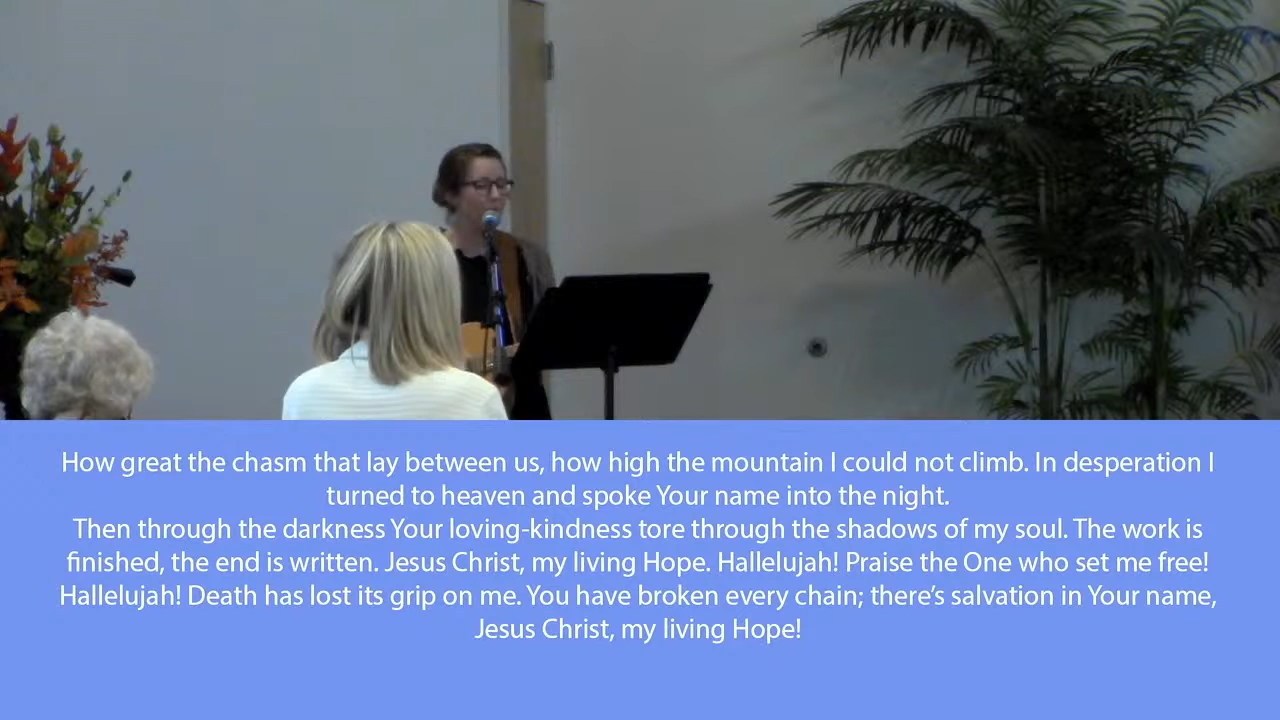 How great the chasm that lay between us, how high the mountain I could not climb. In desperation I
turned to heaven and spoke Your name into the night.
Then through the darkness Your loving-kindness tore through the shadows of my soul. The work is
finished, the end is written. Jesus Christ, my living Hope. Hallelujah! Praise the One who set me free!
Hallelujah! Death has lost its grip on me. You have broken every chain; there’s salvation in Your name,
Jesus Christ, my living Hope!